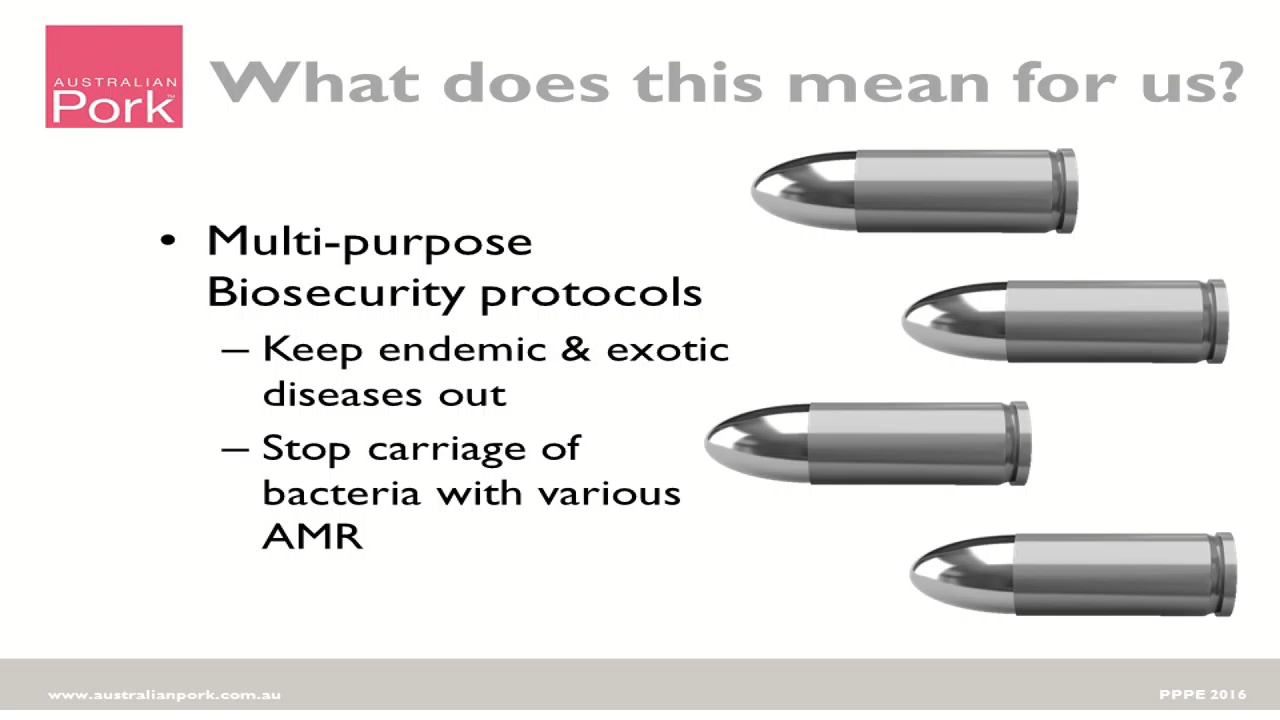 AUSTRALIAN
Pork™
What does this mean for us?
• Multi-purpose
Biosecurity protocols
– Keep endemic & exotic
diseases out
– Stop carriage of
bacteria with various
AMR
www.australianpork.com.au
PPPE 2016